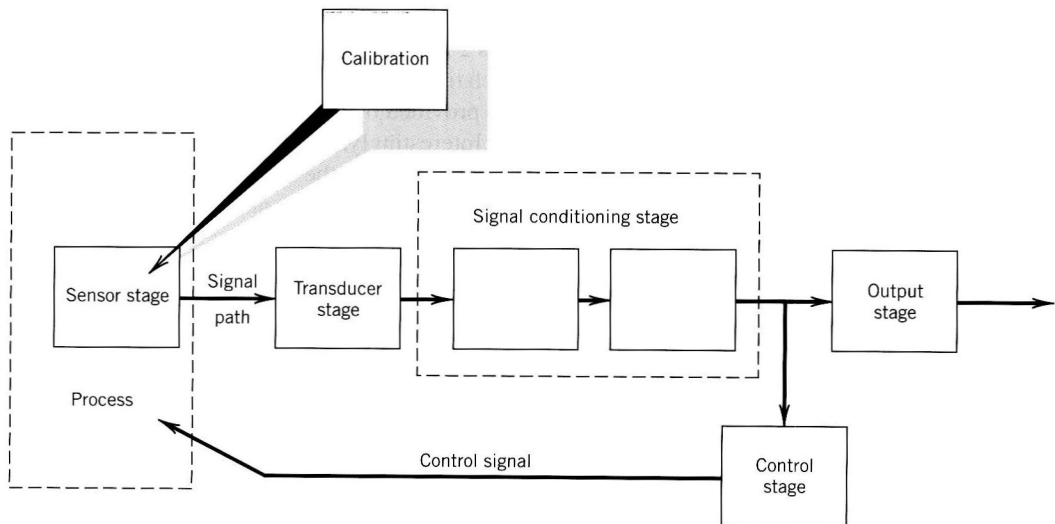 Calibration
Signal conditioning stage
Sensor stage
Signal
path
Transducer
stage
Output
stage
Process
Control signal
Control
stage